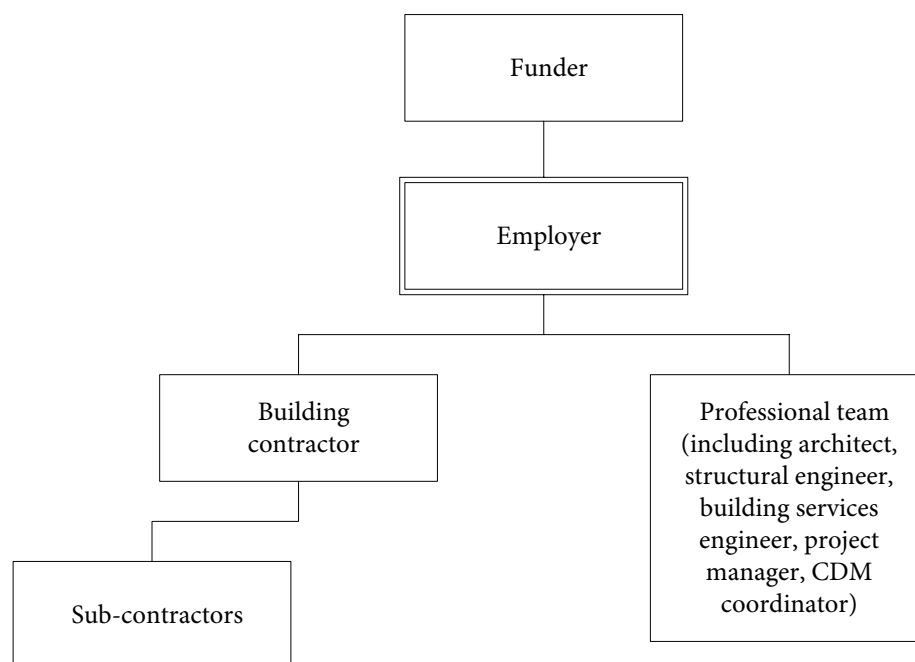 Funder
Employer
Building
contractor
Professional team
(including architect,
structural engineer,
building services
engineer, project
manager, CDM
coordinator)
Sub-contractors